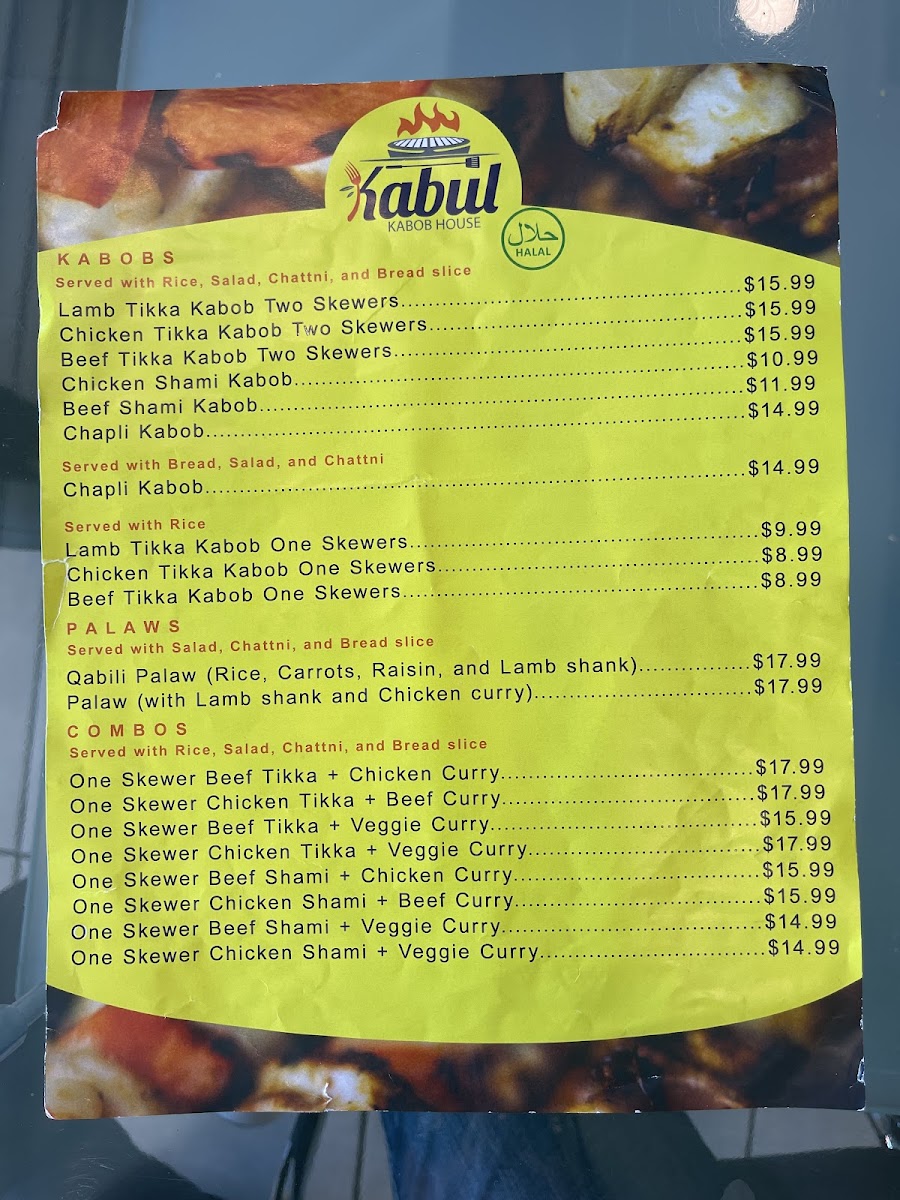 Kabul
KABOB HOUSE
حلال
HALAL
KABOBS
Served with Rice, Salad, Chattni, and Bread slice
Lamb Tikka Kabob Two Skewers....................$15.99
Chicken Tikka Kabob Two Skewers....................$15.99
Beef Tikka Kabob Two Skewers....................$15.99
Chicken Shami Kabob....................$10.99
Beef Shami Kabob....................$11.99
Chapli Kabob....................$14.99
Served with Bread, Salad, and Chattni
Chapli Kabob....................$14.99
Served with Rice
Lamb Tikka Kabob One Skewers....................$9.99
Chicken Tikka Kabob One Skewers....................$8.99
Beef Tikka Kabob One Skewers....................$8.99
PALAWS
Served with Salad, Chattni, and Bread slice
Qabili Palaw (Rice, Carrots, Raisin, and Lamb shank)....................$17.99
Palaw (with Lamb shank and Chicken curry)....................$17.99
COMBOS
Served with Rice, Salad, Chattni, and Bread slice
One Skewer Beef Tikka + Chicken Curry....................$17.99
One Skewer Chicken Tikka + Beef Curry....................$17.99
One Skewer Beef Tikka + Veggie Curry....................$15.99
One Skewer Chicken Tikka + Veggie Curry....................$17.99
One Skewer Beef Shami + Chicken Curry....................$15.99
One Skewer Chicken Shami + Beef Curry....................$15.99
One Skewer Beef Shami + Veggie Curry....................$14.99
One Skewer Chicken Shami + Veggie Curry....................$14.99